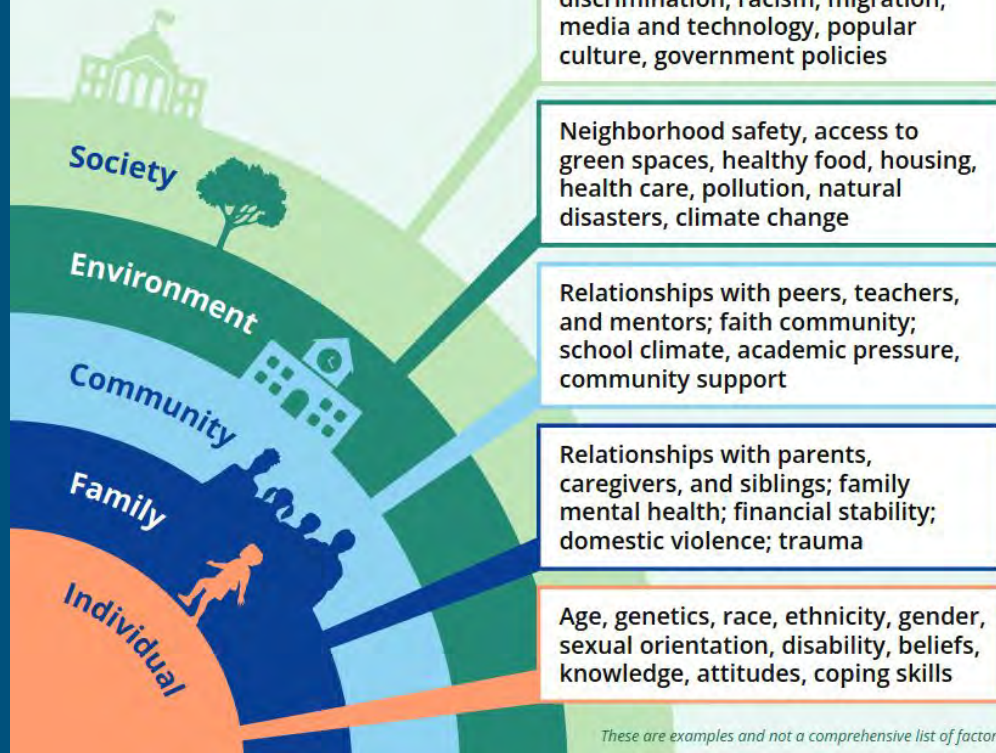 discrimination, racism, migration,
media and technology, popular
culture, government policies
Society
Neighborhood safety, access to
green spaces, healthy food, housing,
health care, pollution, natural
disasters, climate change
Environment
Relationships with peers, teachers,
and mentors; faith community;
school climate, academic pressure,
community support
Community
Relationships with parents,
caregivers, and siblings; family
mental health; financial stability;
domestic violence; trauma
Family
Age, genetics, race, ethnicity, gender,
sexual orientation, disability, beliefs,
knowledge, attitudes, coping skills
Individual
These are examples and not a comprehensive list of factor